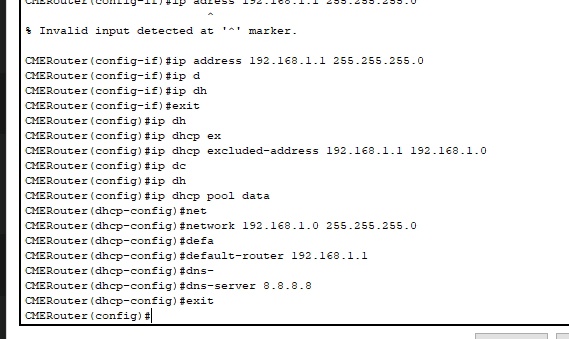 CMERouter(config-if)#ip adress 192.168.1.1 255.255.255.0
^
% Invalid input detected at '^' marker.
CMERouter(config-if)#ip address 192.168.1.1 255.255.255.0
CMERouter(config-if)#ip d
CMERouter(config-if)#ip dh
CMERouter(config-if)#exit
CMERouter(config)#ip dh
CMERouter(config)#ip dhcp ex
CMERouter(config)#ip dhcp excluded-address 192.168.1.1 192.168.1.0
CMERouter(config)#ip dc
CMERouter(config)#ip dh
CMERouter(config)#ip dhcp pool data
CMERouter(dhcp-config)#net
CMERouter(dhcp-config)#network 192.168.1.0 255.255.255.0
CMERouter(dhcp-config)#defa
CMERouter(dhcp-config)#default-router 192.168.1.1
CMERouter(dhcp-config)#dns-
CMERouter(dhcp-config)#dns-server 8.8.8.8
CMERouter(dhcp-config)#exit
CMERouter(config)#